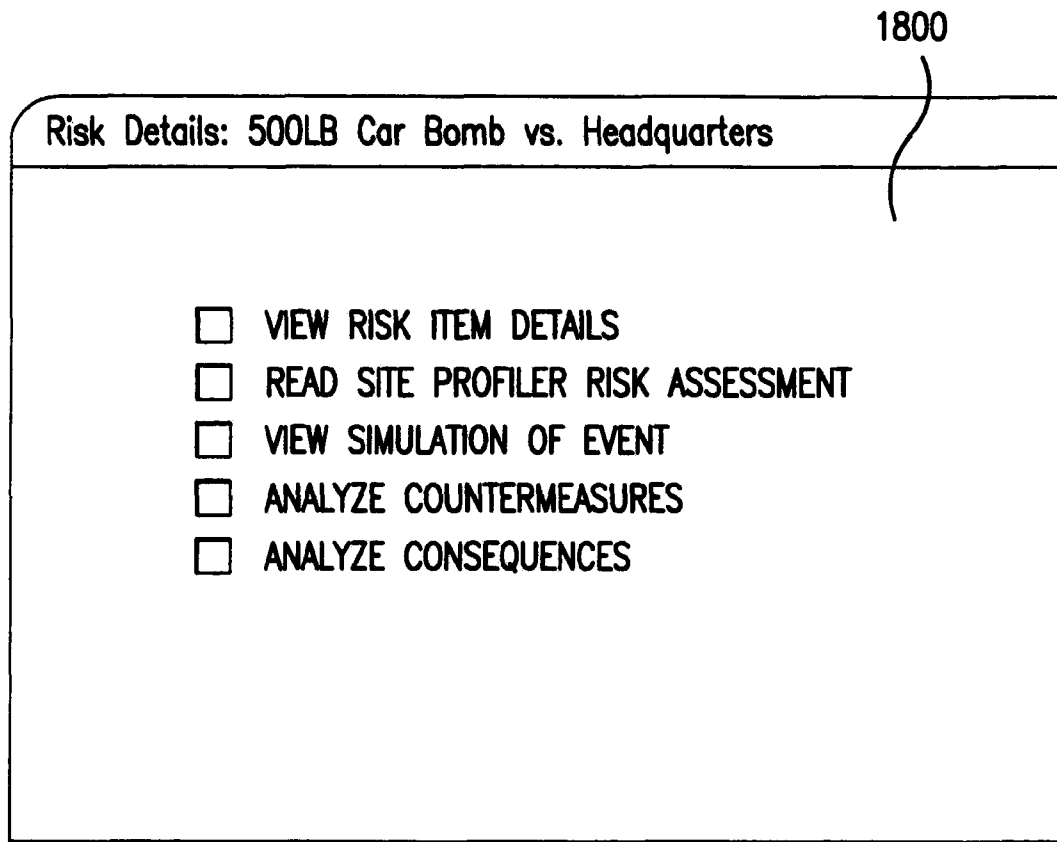 1800
Risk Details: 500LB Car Bomb vs. Headquarters
VIEW RISK ITEM DETAILS
READ SITE PROFILER RISK ASSESSMENT
VIEW SIMULATION OF EVENT
ANALYZE COUNTERMEASURES
ANALYZE CONSEQUENCES